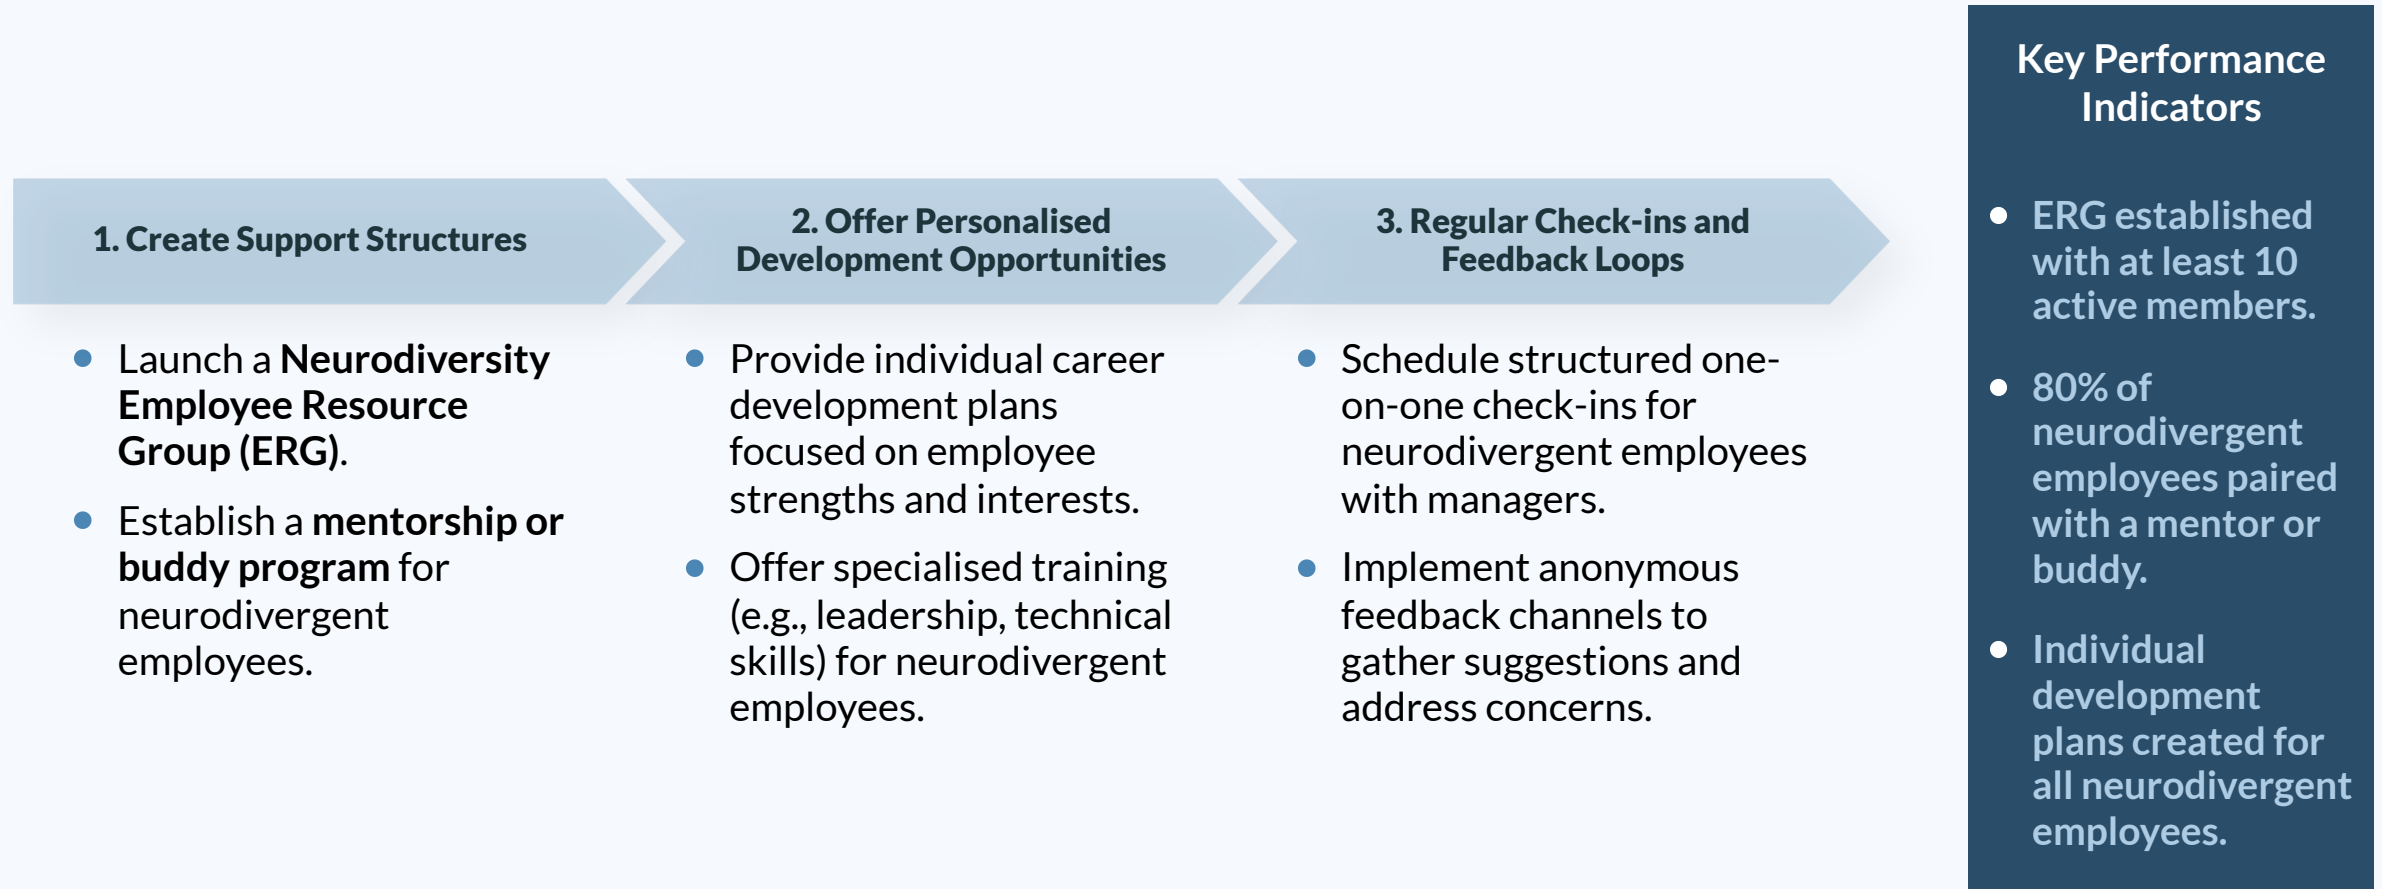 1. Create Support Structures
Launch a Neurodiversity
Employee Resource
Group (ERG).
Establish a mentorship or
buddy program for
neurodivergent
employees.
2. Offer Personalised
Development Opportunities
Provide individual career
development plans
focused on employee
strengths and interests.
Offer specialised training
(e.g., leadership, technical
skills) for neurodivergent
employees.
3. Regular Check-ins and
Feedback Loops
Schedule structured one-
on-one check-ins for
neurodivergent employees
with managers.
Implement anonymous
feedback channels to
gather suggestions and
address concerns.
Key Performance
Indicators
ERG established
with at least 10
active members.
80% of
neurodivergent
employees paired
with a mentor or
buddy.
Individual
development
plans created for
all neurodivergent
employees.